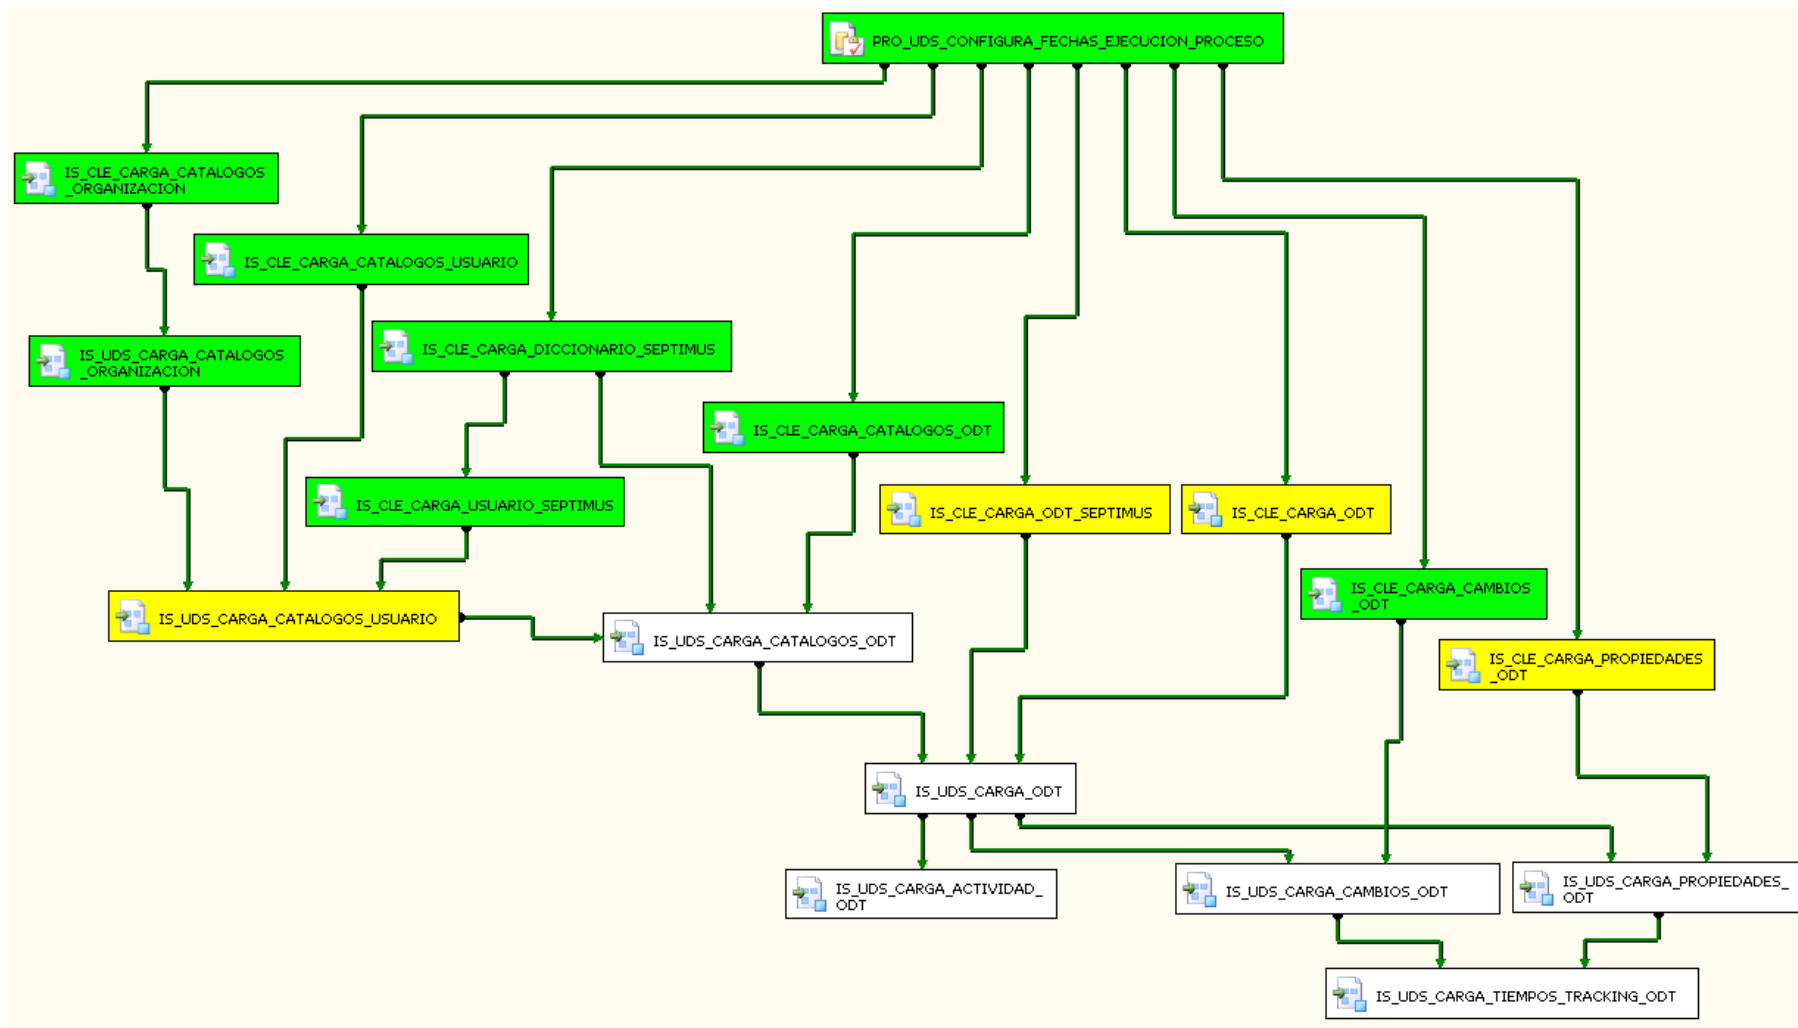 PRO_UDS_CONFIGURA_FECHAS_EJECUCION_PROCESO
IS_CLE_CARGA_CATALOGOS
_ORGANIZACION
IS_CLE_CARGA_CATALOGOS_USUARIO
IS_UDS_CARGA_CATALOGOS
_ORGANIZACION
IS_CLE_CARGA_DICCIONARIO_SEPTIMUS
IS_CLE_CARGA_CATALOGOS_ODT
IS_CLE_CARGA_USUARIO_SEPTIMUS
IS_CLE_CARGA_ODT_SEPTIMUS
IS_CLE_CARGA_ODT
IS_CLE_CARGA_CAMBIOS
_ODT
IS_UDS_CARGA_CATALOGOS_USUARIO
IS_UDS_CARGA_CATALOGOS_ODT
IS_CLE_CARGA_PROPIEDADES
_ODT
IS_UDS_CARGA_ODT
IS_UDS_CARGA_ACTIVIDAD_
ODT
IS_UDS_CARGA_CAMBIOS_ODT
IS_UDS_CARGA_PROPIEDADES_
ODT
IS_UDS_CARGA_TIEMPOS_TRACKING_ODT